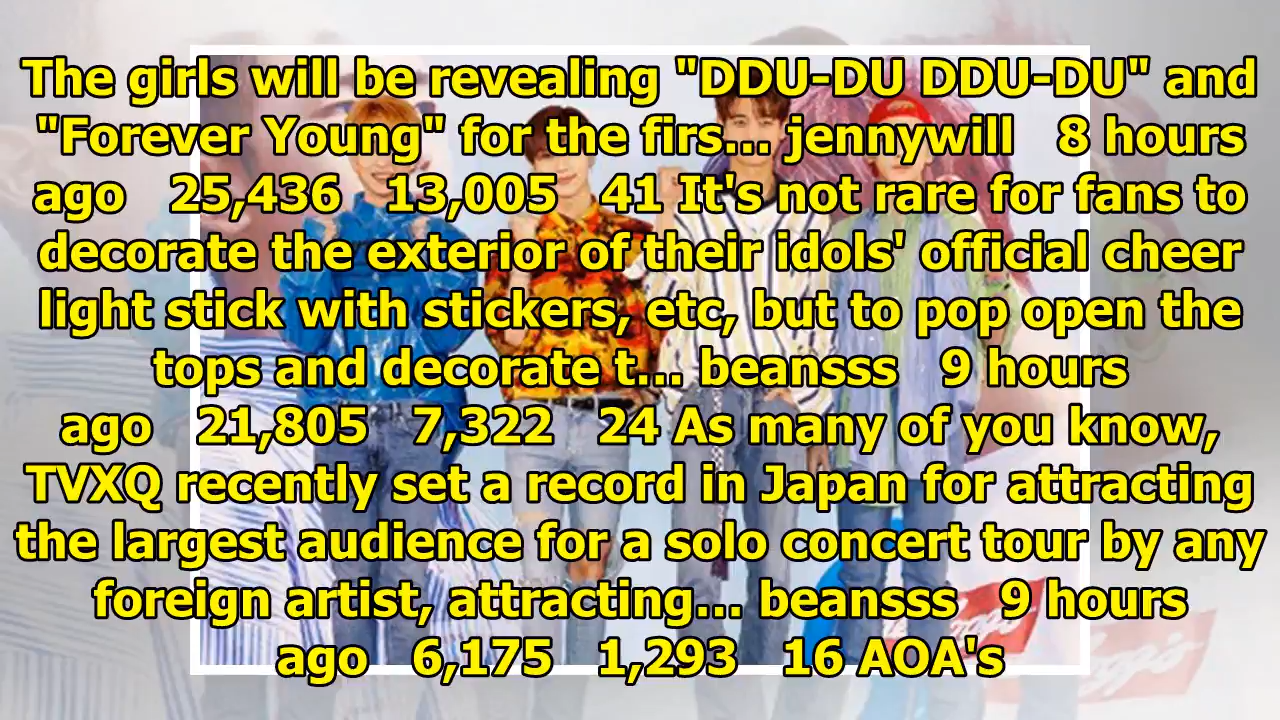 The girls will be revealing "DDU-DU DDU-DU" and
"Forever Young" for the firs... jennywill 8 hours
ago 25,436 13,005 41 It's not rare for fans to
decorate the exterior of their idols' official cheer
light stick with stickers, etc, but to pop open the
tops and decorate t... beansss 9 hours
ago 21,805 7,322 24 As many of you know,
TVXQ recently set a record in Japan for attracting
the largest audience for a solo concert tour by any
foreign artist, attracting... beansss 9 hours
ago 6,175 1,293 16 AOA's